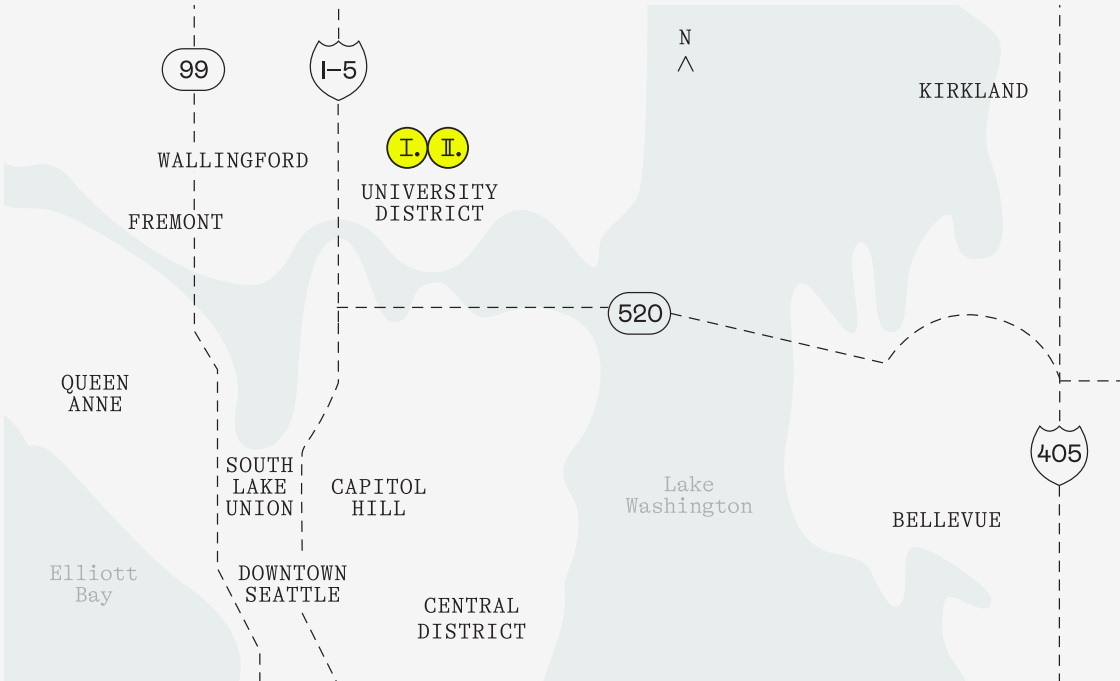 N
99
I–5
KIRKLAND
I. II.
WALLINGFORD
UNIVERSITY
DISTRICT
FREMONT
520
QUEEN
ANNE
405
SOUTH
LAKE
UNION
CAPITOL
HILL
Lake
Washington
BELLEVUE
Elliott
Bay
DOWNTOWN
SEATTLE
CENTRAL
DISTRICT